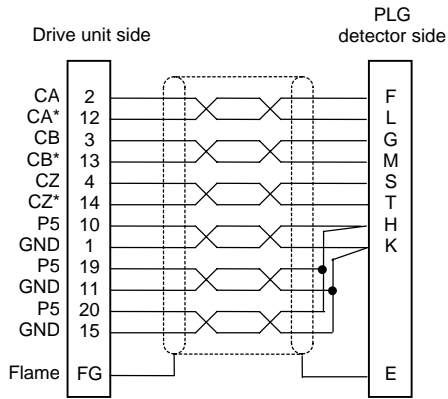 PLG
Drive unit side detector side
CA 2 F
CA* 12 L
CB 3 G
CB* 13 M
CZ 4 S
CZ* 14 T
P5 10 H
GND 1 K
P5 19
GND 11
P5 20
GND 15
Flame FG E